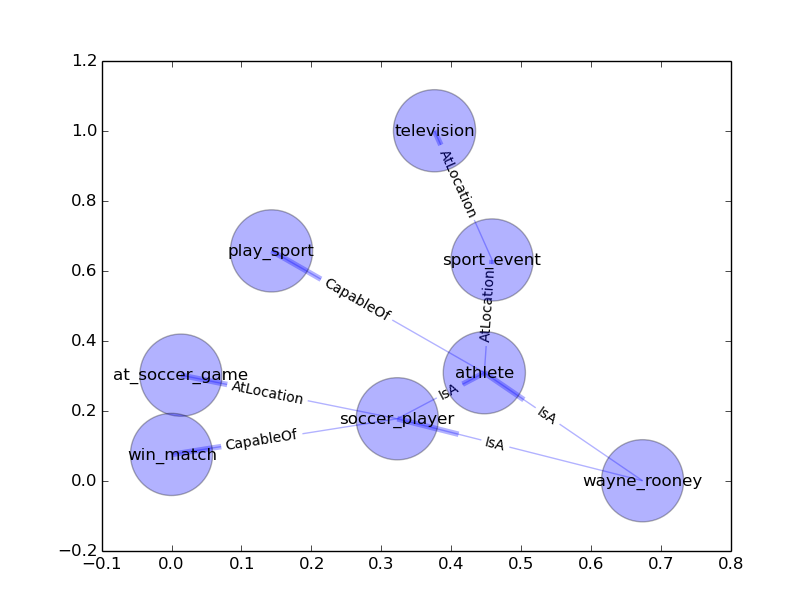 1.2
television
1.0
AtLocation
0.8
play_sport
sport_event
0.6
CapableOf
AtLocation
0.4
at_soccer_game
athlete
AtLocation
IsA
IsA
0.2
soccer_player
CapableOf
IsA
win_match
0.0
wayne_rooney
−0.2
−0.1 0.0 0.1 0.2 0.3 0.4 0.5 0.6 0.7 0.8